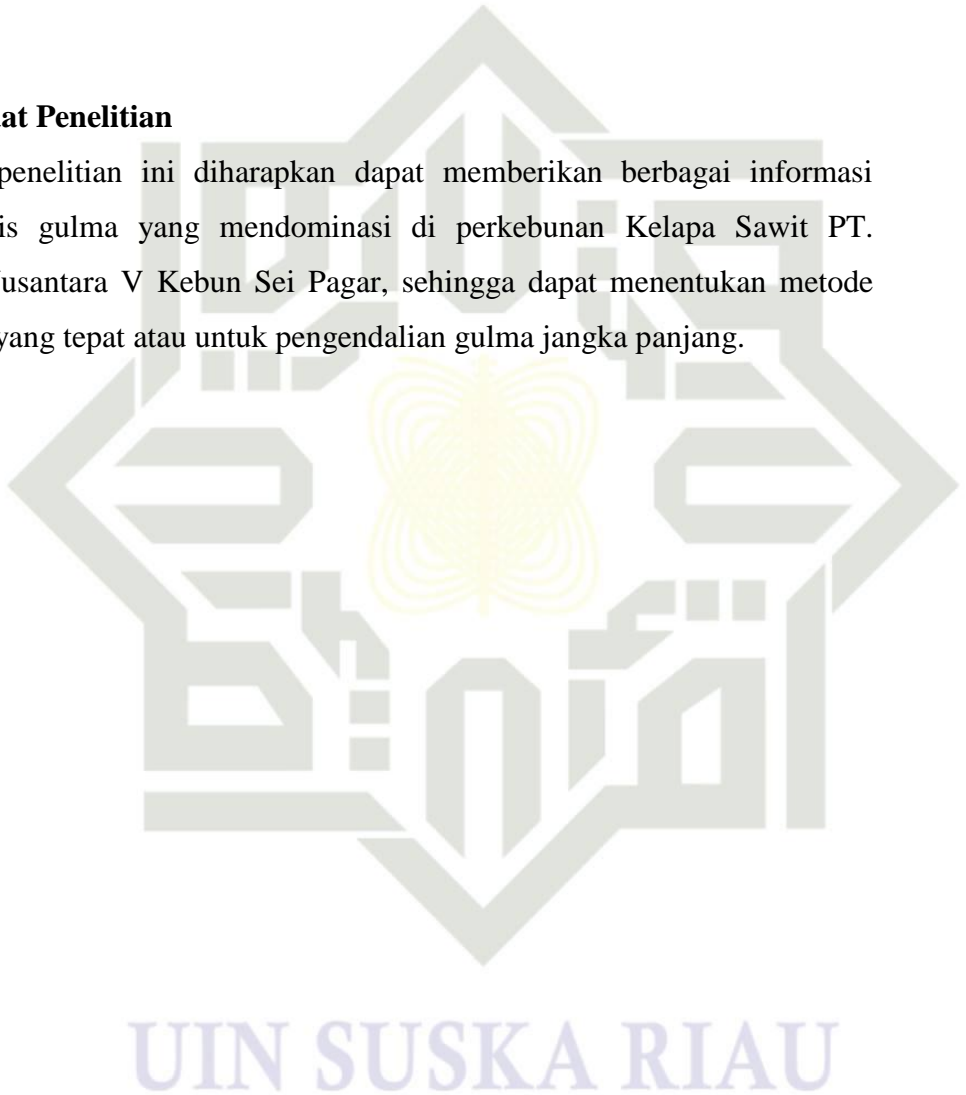 at Penelitian
penelitian ini diharapkan dapat memberikan berbagai informasi
is gulma yang mendominasi di perkebunan Kelapa Sawit PT.
usantara V Kebun Sei Pagar, sehingga dapat menentukan metode
yang tepat atau untuk pengendalian gulma jangka panjang.
UIN SUSKA RIAU